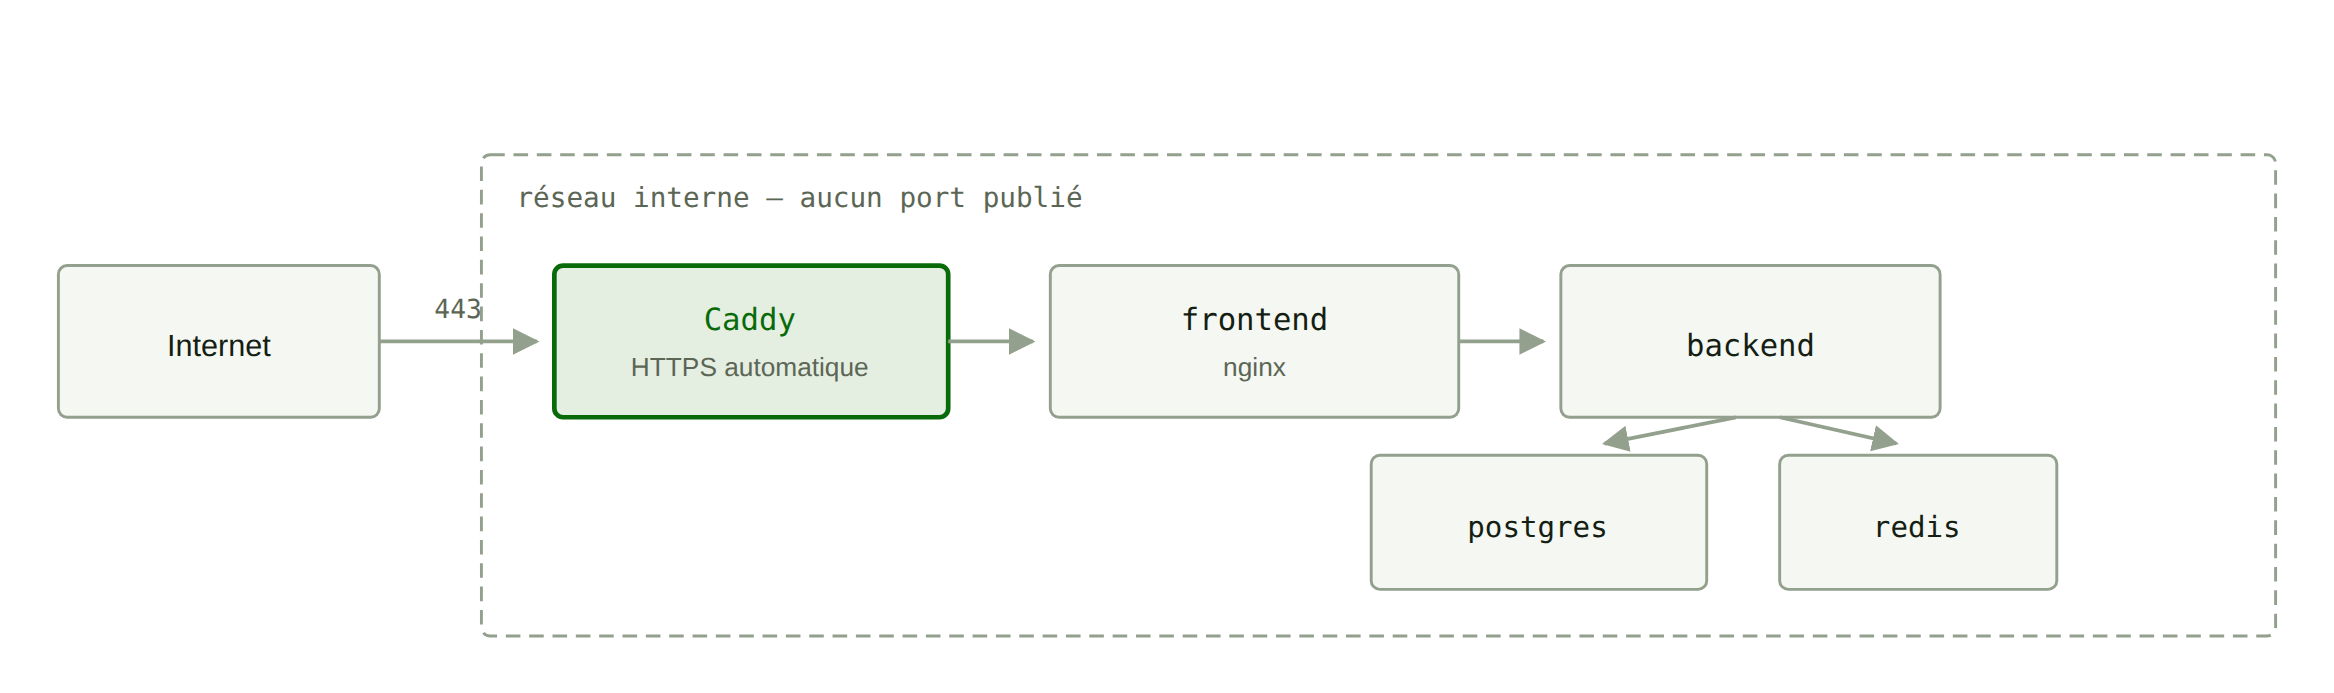 réseau interne — aucun port publié
443
Internet
Caddy
HTTPS automatique
frontend
nginx
backend
postgres
redis